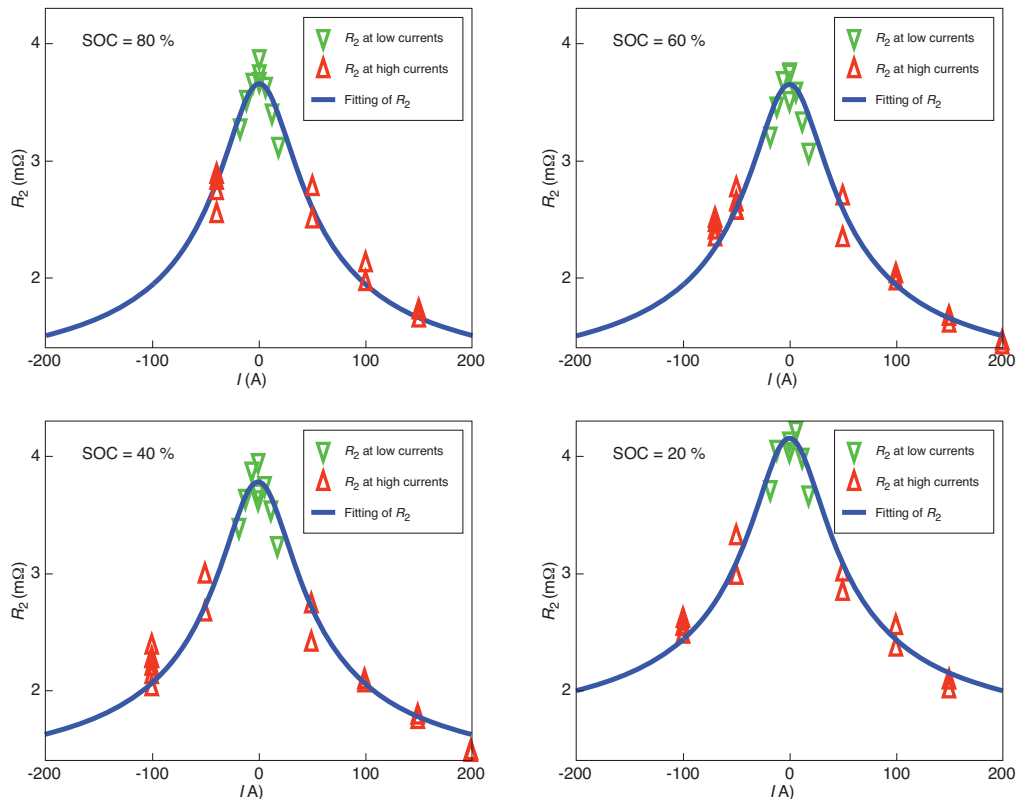 SOC = 80 %
R2 at low currents
R2 at high currents
Fitting of R2
R2 (mΩ)
4
3
2
-200
-100
0
100
200
I (A)
SOC = 60 %
R2 at low currents
R2 at high currents
Fitting of R2
4
3
2
-200
-100
0
100
200
I (A)
SOC = 40 %
R2 at low currents
R2 at high currents
Fitting of R2
R2 (mΩ)
4
3
2
-200
-100
0
100
200
I A)
SOC = 20 %
R2 at low currents
R2 at high currents
Fitting of R2
R2 (mΩ)
4
3
2
-200
-100
0
100
200
I A)